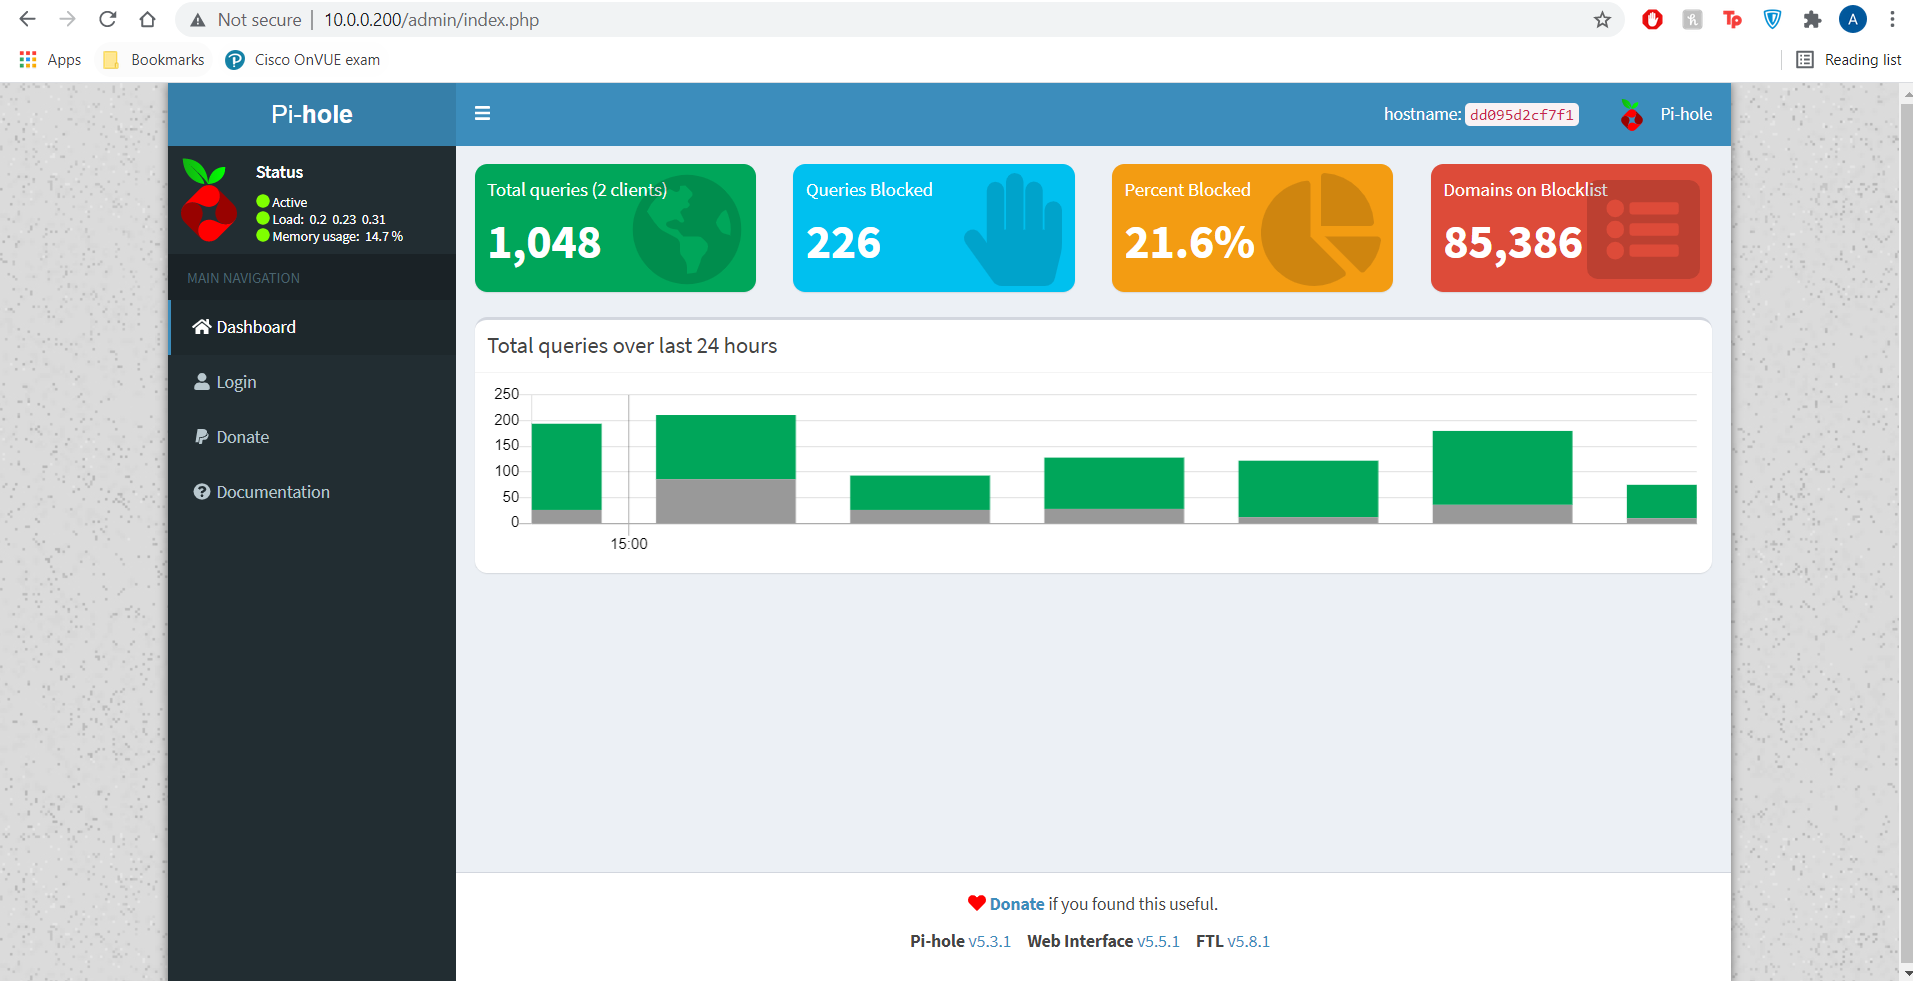 Not secure | 10.0.0.200/admin/index.php
Tp
A
Apps Bookmarks Cisco OnVUE exam Reading list
Pi-hole
hostname: dd095d2cf7f1 Pi-hole
Status
Active
Load: 0.2 0.23 0.31
Memory usage: 14.7 %
MAIN NAVIGATION
Dashboard
Login
Donate
Documentation
Total queries (2 clients)
1,048
Queries Blocked
226
Percent Blocked
21.6%
Domains on Blocklist
85,386
Total queries over last 24 hours
250
200
150
100
50
0
15:00
Donate if you found this useful.
Pi-hole v5.3.1 Web Interface v5.5.1 FTL v5.8.1